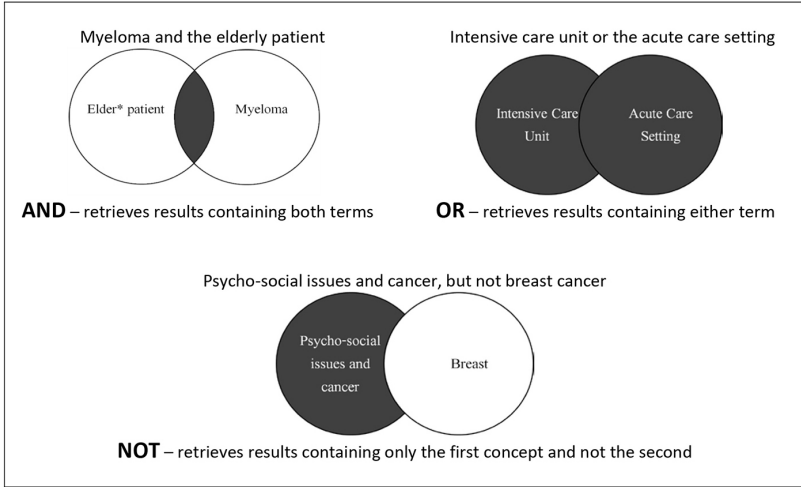 Myeloma and the elderly patient
Elder* patient
Myeloma
AND – retrieves results containing both terms
Intensive care unit or the acute care setting
Intensive Care
Unit
Acute Care
Setting
OR – retrieves results containing either term
Psycho-social issues and cancer, but not breast cancer
Psycho-social
issues and
cancer
Breast
NOT – retrieves results containing only the first concept and not the second